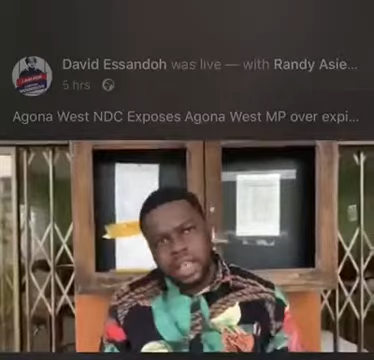 David Essandoh was live — with Randy Asie...
5 hrs
Agona West NDC Exposes Agona West MP over expi...